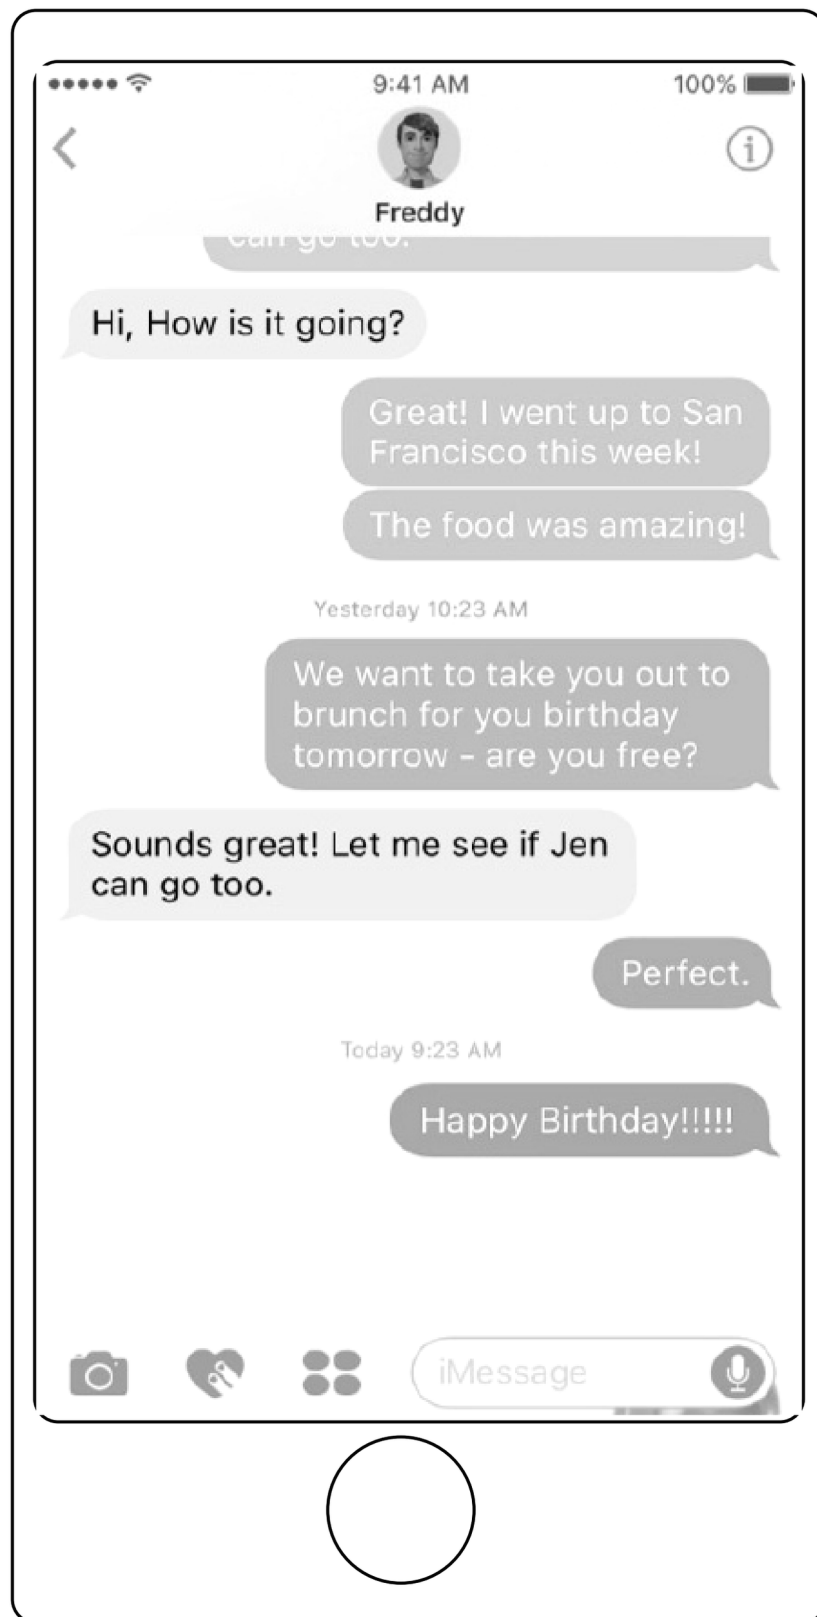 9:41 AM
100%
Freddy
can go too.
Hi, How is it going?
Great! I went up to San
Francisco this week!
The food was amazing!
Yesterday 10:23 AM
We want to take you out to
brunch for you birthday
tomorrow – are you free?
Sounds great! Let me see if Jen
can go too.
Perfect.
Today 9:23 AM
Happy Birthday!!!!!
iMessage